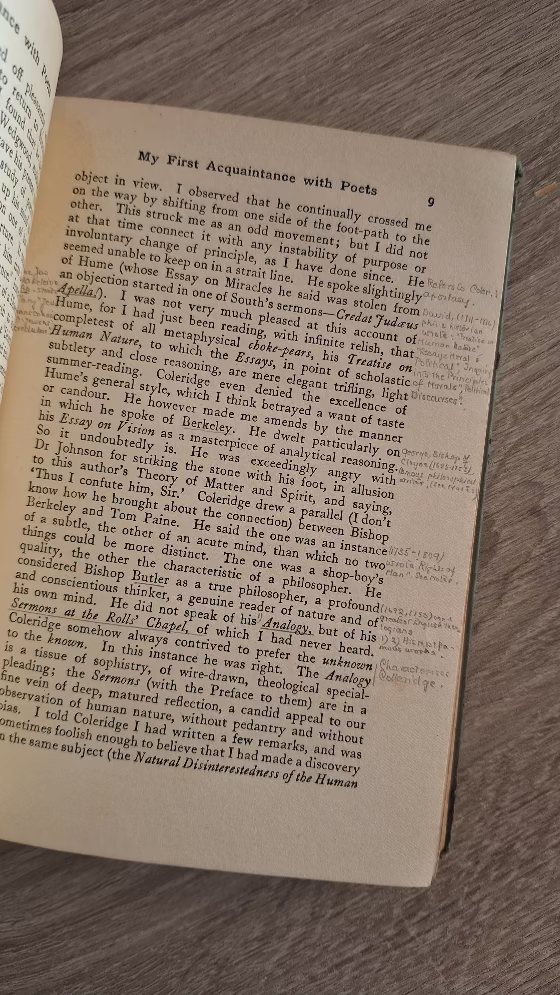 My First Acquaintance with Poets
9
object in view. I observed that he continually crossed me
on the way by shifting from one side of the foot-path to the
other. This struck me as an odd movement; but I did not
at that time connect it with any instability of purpose or
involuntary change of principle, as I have done since. He
seemed unable to keep on in a strait line. He spoke slightingly
of Hume (whose Essay on Miracles he said was stolen from
an objection started in one of South's sermons—Credat Judæus
Apella!). I was not very much pleased at this account of
Hume, for I had just been reading, with infinite relish, that
completest of all metaphysical choke-pears, his Treatise on
Human Nature, to which the Essays, in point of scholastic
subtlety and close reasoning, are mere elegant trifling, light
summer-reading. Coleridge even denied the excellence of
Hume's general style, which I think betrayed a want of taste
or candour. He however made me amends by the manner
in which he spoke of Berkeley. He dwelt particularly on
his Essay on Vision as a masterpiece of analytical reasoning.
So it undoubtedly is. He was exceedingly angry with
Dr Johnson for striking the stone with his foot, in allusion
to this author's Theory of Matter and Spirit, and saying,
'Thus I confute him, Sir.' Coleridge drew a parallel (I don't
know how he brought about the connection) between Bishop
Berkeley and Tom Paine. He said the one was an instance
of a subtle, the other of an acute mind, than which no two
things could be more distinct. The one was a shop-boy's
quality, the other the characteristic of a philosopher. He
considered Bishop Butler as a true philosopher, a profound
and conscientious thinker, a genuine reader of nature and of
his own mind. He did not speak of his Analogy, but of his
Sermons at the Rolls' Chapel, of which I had never heard.
Coleridge somehow always contrived to prefer the unknown
to the known. In this instance he was right. The Analogy
is a tissue of sophistry, of wire-drawn, theological special-
pleading; the Sermons (with the Preface to them) are in a
fine vein of deep, matured reflection, a candid appeal to our
observation of human nature, without pedantry and without
bias. I told Coleridge I had written a few remarks, and was
ometimes foolish enough to believe that I had made a discovery
n the same subject (the Natural Disinterestedness of the Human
Refers to Coler.'s
apostasy.